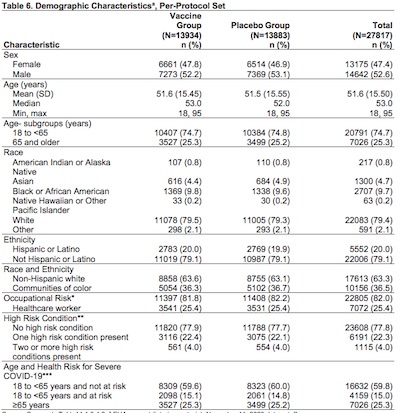 Table 6. Demographic Characteristicsª, Per-Protocol Set
Vaccine Placebo Group Total
Group (N=13883) (N=27817)
(N=13934) n (%) n (%)
Characteristic n (%)
Sex
Female 6661 (47.8) 6514 (46.9) 13175 (47.4)
Male 7273 (52.2) 7369 (53.1) 14642 (52.6)
Age (years)
Mean (SD) 51.6 (15.45) 51.5 (15.55) 51.6 (15.50)
Median 53.0 52.0 53.0
Min, max 18, 95 18, 95 18, 95
Age- subgroups (years)
18 to <65 10407 (74.7) 10384 (74.8) 20791 (74.7)
65 and older 3527 (25.3) 3499 (25.2) 7026 (25.3)
Race
American Indian or Alaska 107 (0.8) 110 (0.8) 217 (0.8)
Native
Asian 616 (4.4) 684 (4.9) 1300 (4.7)
Black or African American 1369 (9.8) 1338 (9.6) 2707 (9.7)
Native Hawaiian or Other 33 (0.2) 30 (0.2) 63 (0.2)
Pacific Islander
White 11078 (79.5) 11005 (79.3) 22083 (79.4)
Other 298 (2.1) 293 (2.1) 591 (2.1)
Ethnicity
Hispanic or Latino 2783 (20.0) 2769 (19.9) 5552 (20.0)
Not Hispanic or Latino 11019 (79.1) 10987 (79.1) 22006 (79.1)
Race and Ethnicity
Non-Hispanic white 8858 (63.6) 8755 (63.1) 17613 (63.3)
Communities of color 5054 (36.3) 5102 (36.7) 10156 (36.5)
Occupational Risk* 11397 (81.8) 11408 (82.2) 22805 (82.0)
Healthcare worker 3541 (25.4) 3531 (25.4) 7072 (25.4)
High Risk Condition**
No high risk condition 11820 (77.9) 11788 (77.7) 23608 (77.8)
One high risk condition present 3116 (22.4) 3075 (22.1) 6191 (22.3)
Two or more high risk 561 (4.0) 554 (4.0) 1115 (4.0)
conditions present
Age and Health Risk for Severe
COVID-19***
18 to <65 years and not at risk 8309 (59.6) 8323 (60.0) 16632 (59.8)
18 to <65 years and at risk 2098 (15.1) 2061 (14.8) 4159 (15.0)
≥65 years 3527 (25.3) 3499 (25.2) 7026 (25.3)